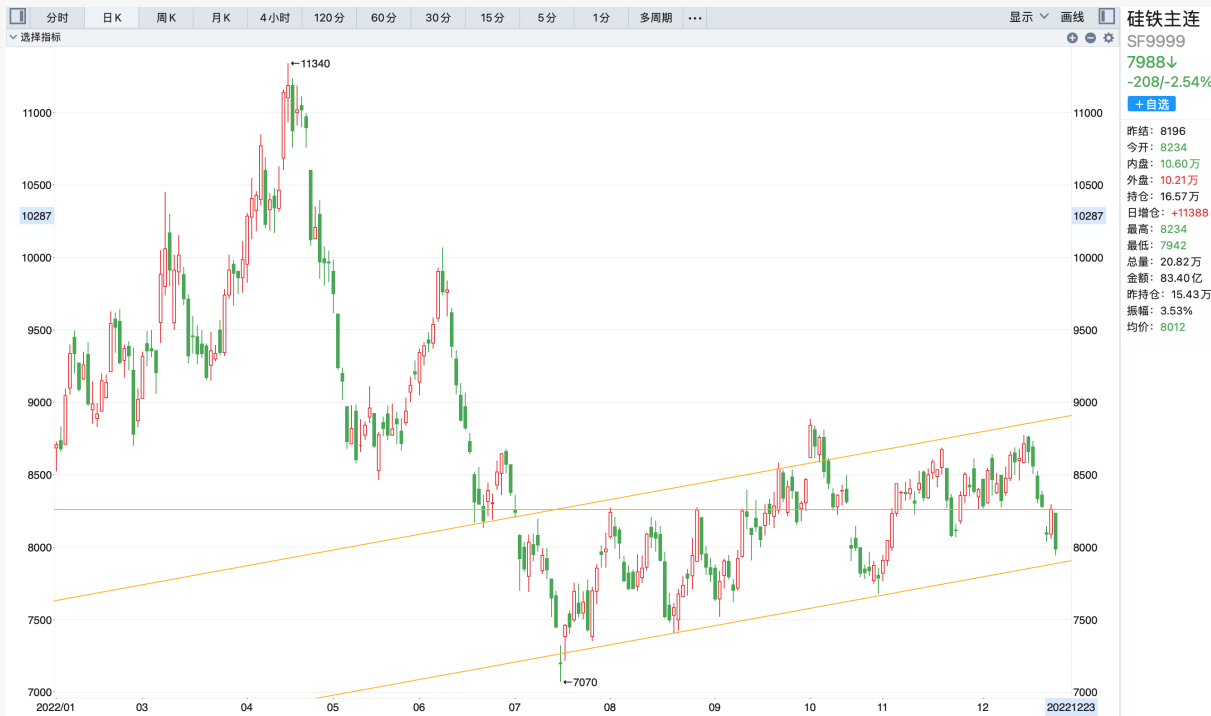 分时 日K 周K 月K 4小时 120分 60分 30分 15分 5分 1分 多周期 ••• 显示 画线
选择指标
硅铁主连
SF9999
7988↓
-208/-2.54%
+自选
昨结: 8196
今开: 8234
内盘: 10.60万
外盘: 10.21万
持仓: 16.57万
日增仓: +11388
最高: 8234
最低: 7942
总量: 20.82万
金额: 83.40亿
昨持仓: 15.43万
振幅: 3.53%
均价: 8012
←11340
11000 11000
10500 10500
10287 10287
10000 10000
9500 9500
9000 9000
8500 8500
8000 8000
7500 7500
←7070
7000 7000
2022/01 03 04 05 06 07 08 09 10 11 12 20221223